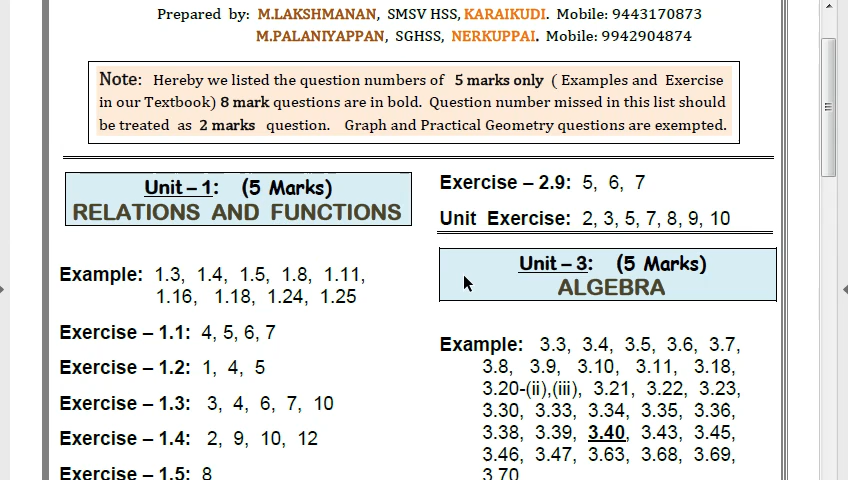 Prepared by: M.LAKSHMANAN, SMSV HSS, KARAIKUDI. Mobile: 9443170873
M.PALANIYAPPAN, SGHSS, NERKUPPAI. Mobile: 9942904874
Note: Hereby we listed the question numbers of 5 marks only ( Examples and Exercise
in our Textbook) 8 mark questions are in bold. Question number missed in this list should
be treated as 2 marks question. Graph and Practical Geometry questions are exempted.
Unit – 1: (5 Marks)
RELATIONS AND FUNCTIONS
Example: 1.3, 1.4, 1.5, 1.8, 1.11,
1.16, 1.18, 1.24, 1.25
Exercise – 1.1: 4, 5, 6, 7
Exercise – 1.2: 1, 4, 5
Exercise – 1.3: 3, 4, 6, 7, 10
Exercise – 1.4: 2, 9, 10, 12
Exercise – 1.5: 8
Exercise – 2.9: 5, 6, 7
Unit Exercise: 2, 3, 5, 7, 8, 9, 10
Unit – 3: (5 Marks)
ALGEBRA
Example: 3.3, 3.4, 3.5, 3.6, 3.7,
3.8, 3.9, 3.10, 3.11, 3.18,
3.20-(ii),(iii), 3.21, 3.22, 3.23,
3.30, 3.33, 3.34, 3.35, 3.36,
3.38, 3.39, 3.40, 3.43, 3.45,
3.46, 3.47, 3.63, 3.68, 3.69,
3.70